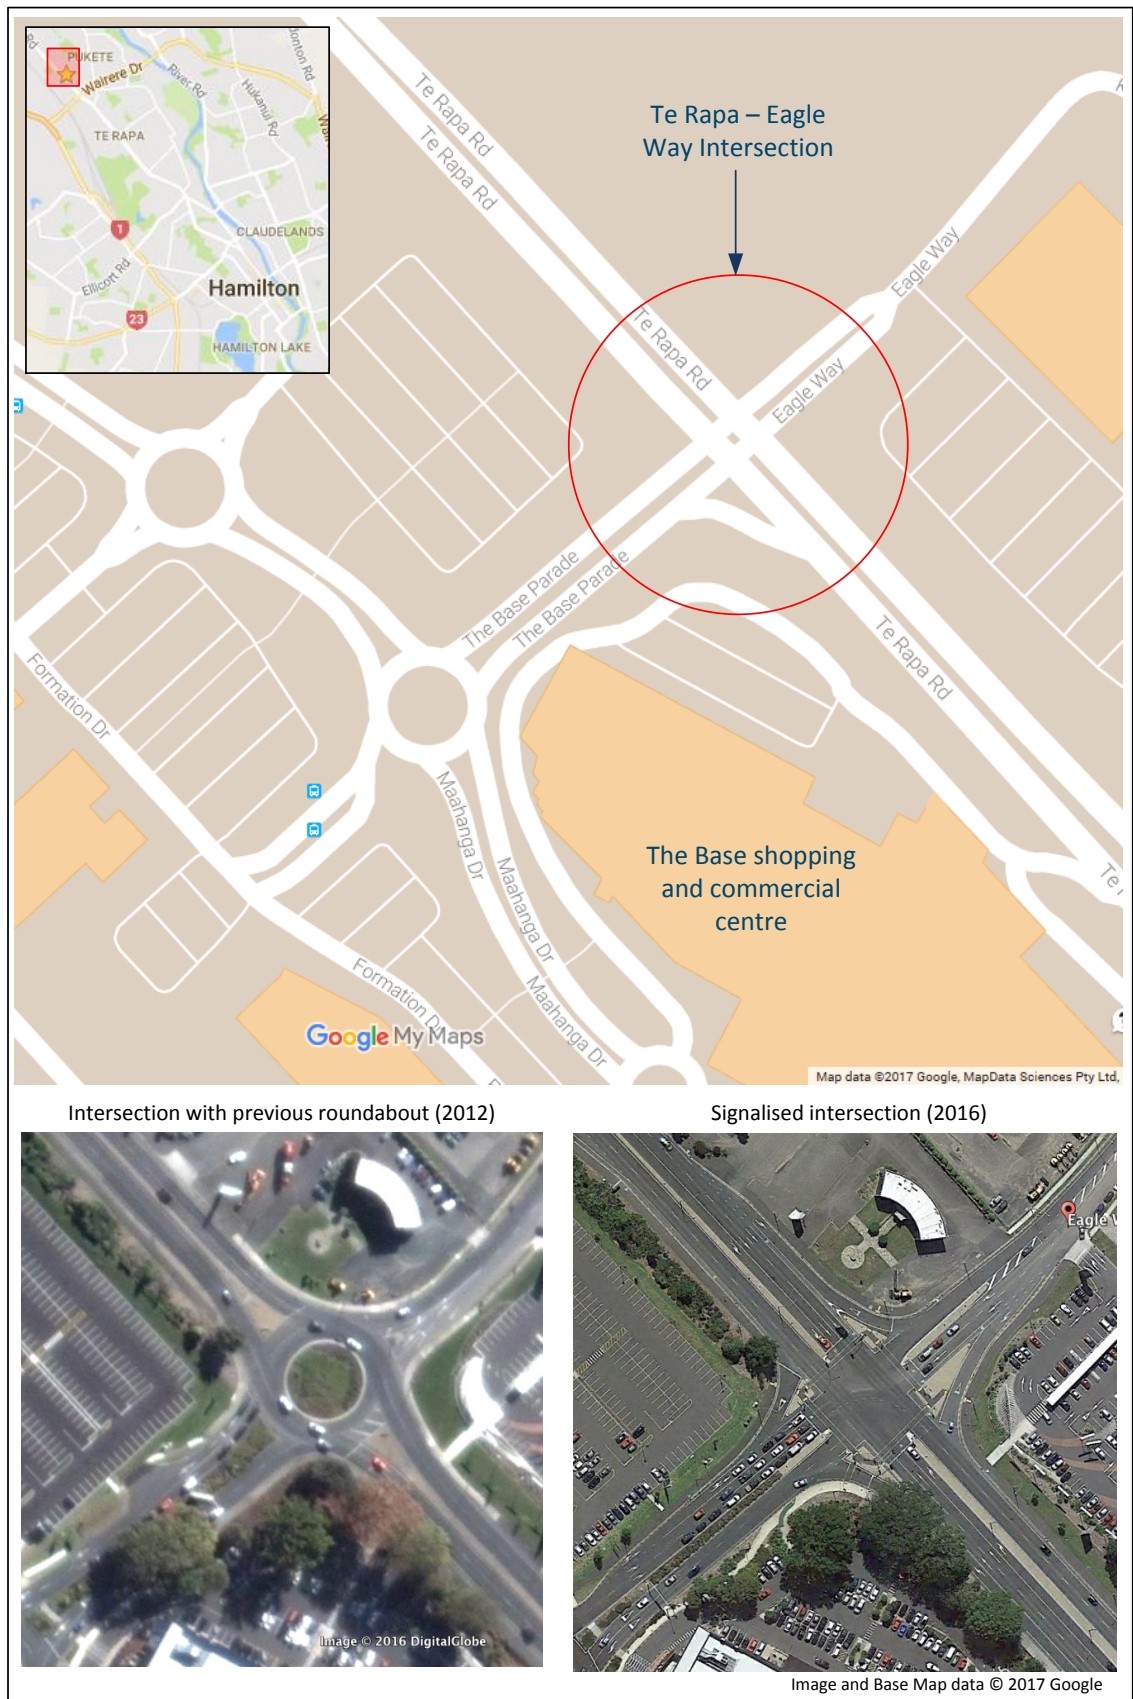 PUKETE
Wairere Dr
River Rd
Hukanui Rd
Rd
TE RAPA
1
CLAUDELANDS
Ellicott Rd
Hamilton
23
HAMILTON LAKE
Te Rapa Rd
Te Rapa Rd
Te Rapa – Eagle
Way Intersection
Eagle Way
Te Rapa Rd
Eagle Way
The Base Parade
The Base Parade
Te Rapa Rd
Formation Dr
Maahanga Dr
Maahanga Dr
Maahanga Dr
The Base shopping
and commercial
centre
Formation D
Google My Maps
Map data ©2017 Google, MapData Sciences Pty Ltd,
Intersection with previous roundabout (2012)
Signalised intersection (2016)
Eagle W
Image © 2016 DigitalGlobe
Image and Base Map data © 2017 Google